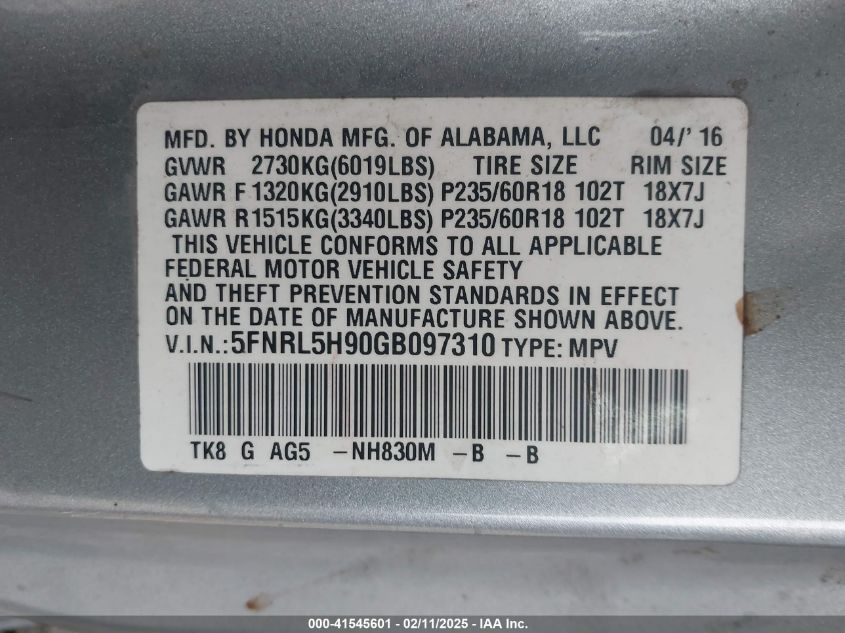 MFD. BY HONDA MFG. OF ALABAMA, LLC 04/' 16
GVWR 2730KG(6019LBS) TIRE SIZE RIM SIZE
GAWR F 1320KG(2910LBS) P235/60R18 102T 18X7J
GAWR R1515KG(3340LBS) P235/60R18 102T 18X7J
THIS VEHICLE CONFORMS TO ALL APPLICABLE
FEDERAL MOTOR VEHICLE SAFETY
AND THEFT PREVENTION STANDARDS IN EFFECT
ON THE DATE OF MANUFACTURE SHOWN ABOVE.
V.I.N.:5FNRL5H90GB097310 TYPE: MPV
TK8 G AG5 -NH830M -B -B
000-41545601 - 02/11/2025 - IAA Inc.